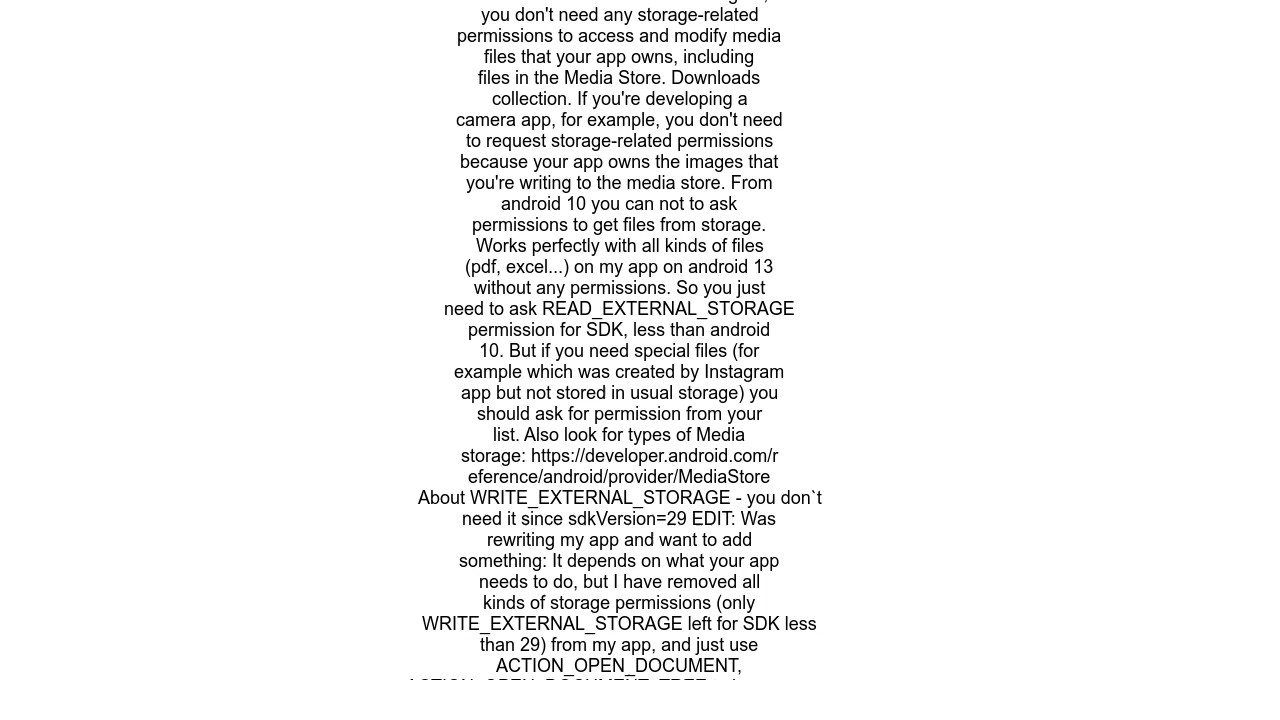 you don't need any storage-related
permissions to access and modify media
files that your app owns, including
files in the Media Store. Downloads
collection. If you're developing a
camera app, for example, you don't need
to request storage-related permissions
because your app owns the images that
you're writing to the media store. From
android 10 you can not to ask
permissions to get files from storage.
Works perfectly with all kinds of files
(pdf, excel...) on my app on android 13
without any permissions. So you just
need to ask READ_EXTERNAL_STORAGE
permission for SDK, less than android
10. But if you need special files (for
example which was created by Instagram
app but not stored in usual storage) you
should ask for permission from your
list. Also look for types of Media
storage: https://developer.android.com/r
eference/android/provider/MediaStore
About WRITE_EXTERNAL_STORAGE - you don`t
need it since sdkVersion=29 EDIT: Was
rewriting my app and want to add
something: It depends on what your app
needs to do, but I have removed all
kinds of storage permissions (only
WRITE_EXTERNAL_STORAGE left for SDK less
than 29) from my app, and just use
ACTION_OPEN_DOCUMENT,